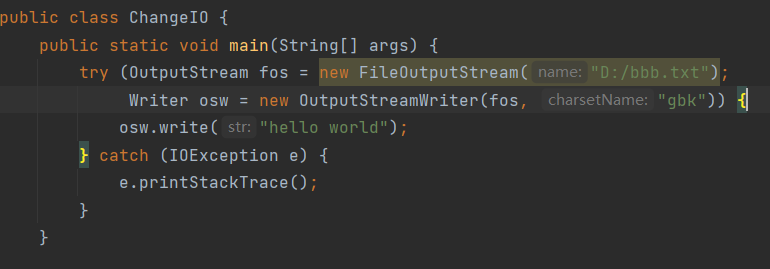 public class ChangeIO {
public static void main(String[] args) {
try (OutputStream fos = new FileOutputStream( name: "D:/bbb.txt");
Writer osw = new OutputStreamWriter(fos, charsetName: "gbk")) {
osw.write( str: "hello world");
} catch (IOException e) {
e.printStackTrace();
}
}